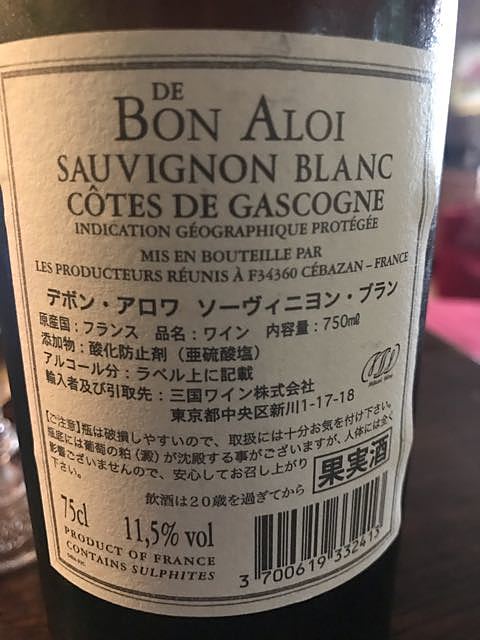 DE
BON ALOI
SAUVIGNON BLANC
CÔTES DE GASCOGNE
INDICATION GÉOGRAPHIQUE PROTÉGÉE
MIS EN BOUTEILLE PAR
LES PRODUCTEURS RÉUNIS À F34360 CÉBAZAN – FRANCE
デボン・アロワ ソーヴィニヨン・ブラン
原産国：フランス 品名：ワイン 内容量：750㎖
添加物：酸化防止剤（亜硫酸塩）
アルコール分：ラベル上に記載
輸入者及び引取先：三国ワイン株式会社
東京都中央区新川1-17-18
【ご注意】瓶は破損しやすいので、取扱には十分お気を付け下さい。
瓶底には葡萄の粕（澱）が沈殿する事がございますが、人体には全く
影響ございませんので、安心してお召し上がり
下さい。
果実酒
飲酒は20歳を過ぎてから
75cl 11,5% vol
PRODUCT OF FRANCE
CONTAINS SULPHITES
3 700619 332413